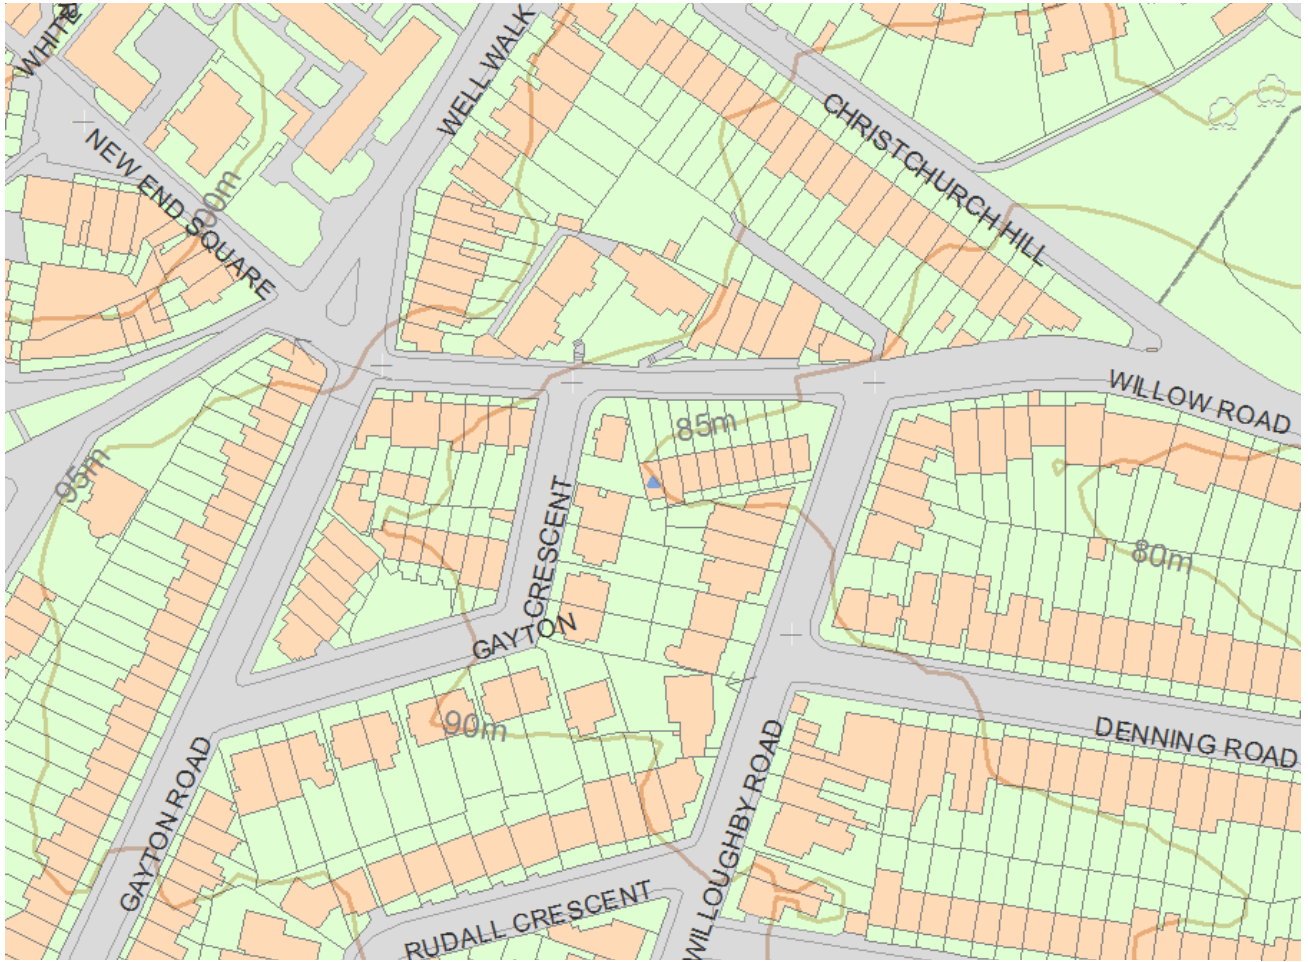 WELL WALK
CHRISTCHURCH HILL
NEW END SQUARE
90m
WILLOW ROAD
85m
95m
CRESCENT
80m
GAYTON
90m
DENNING ROAD
GAYTON ROAD
WILLOUGHBY ROAD
RUDALL CRESCENT